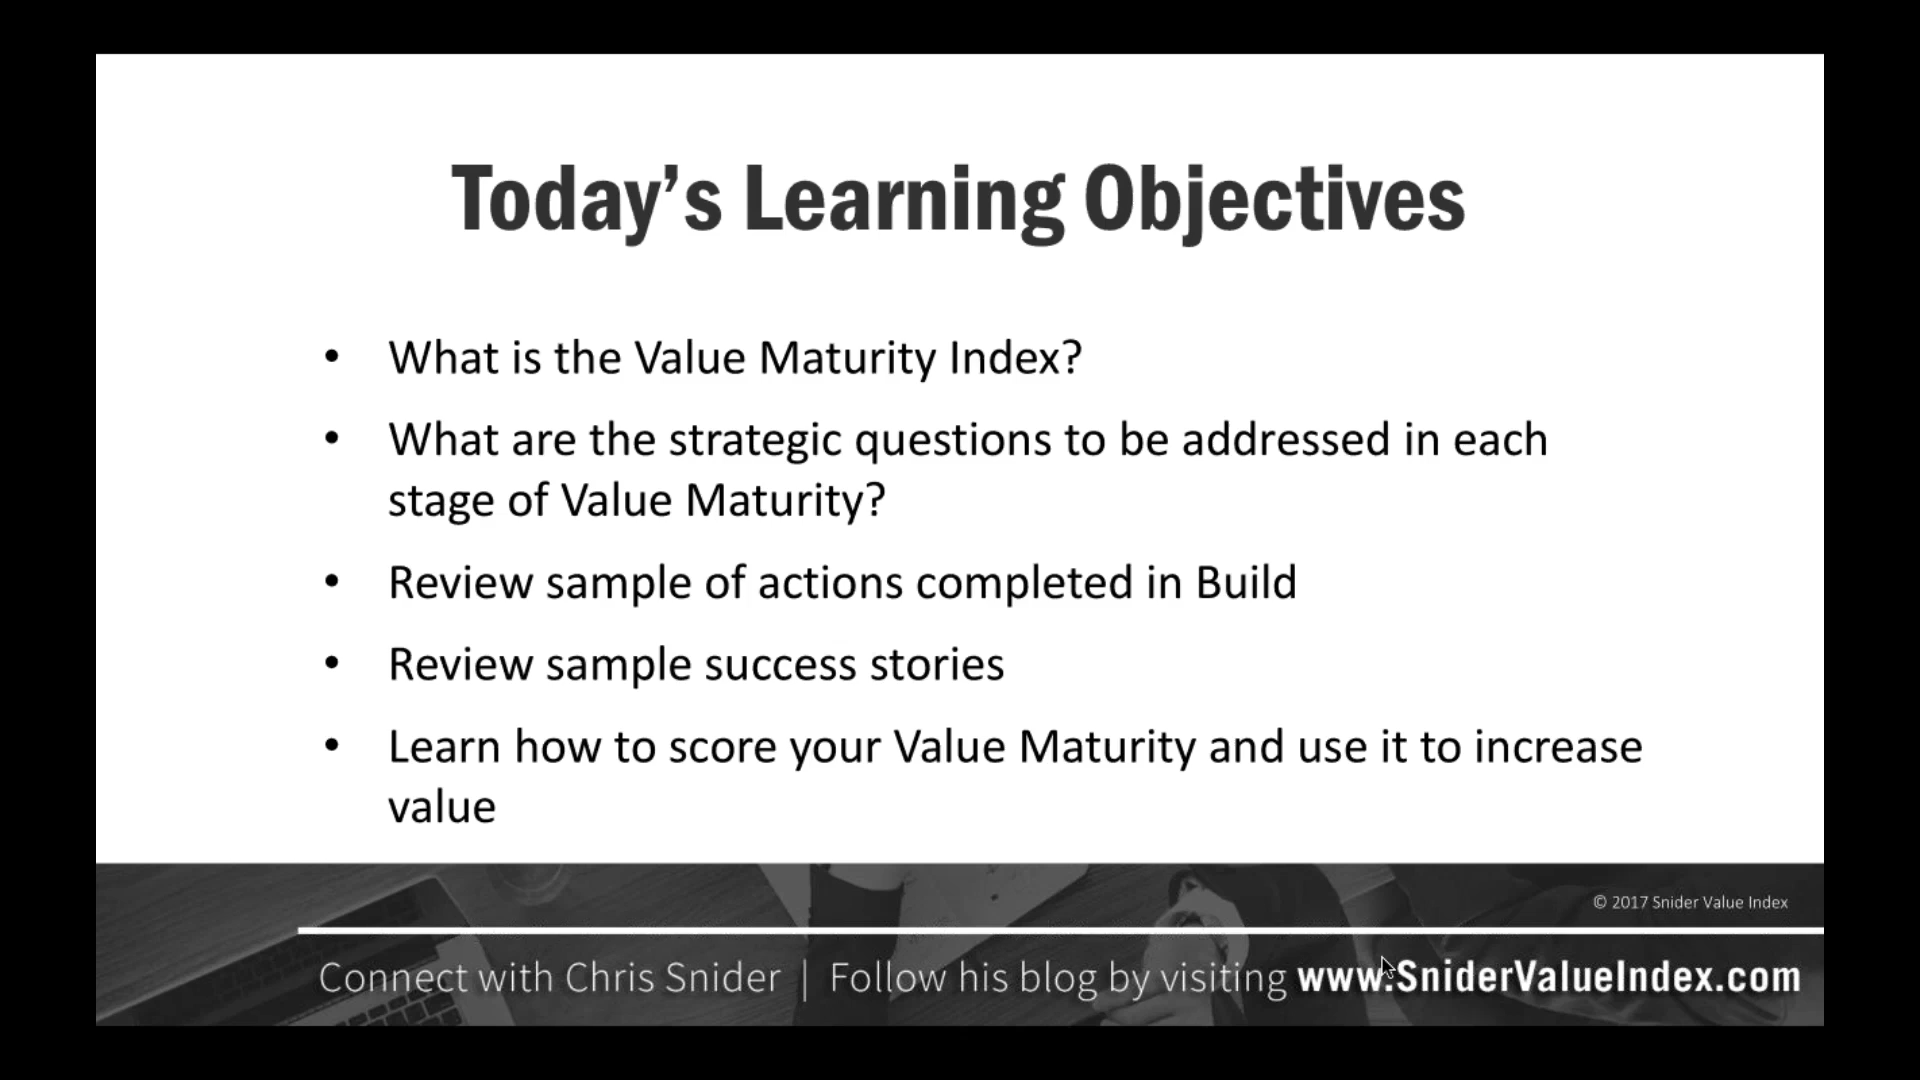 Today’s Learning Objectives
• What is the Value Maturity Index?
• What are the strategic questions to be addressed in each
stage of Value Maturity?
• Review sample of actions completed in Build
• Review sample success stories
• Learn how to score your Value Maturity and use it to increase
value
© 2017 Snider Value Index
Connect with Chris Snider | Follow his blog by visiting www.SniderValueIndex.com